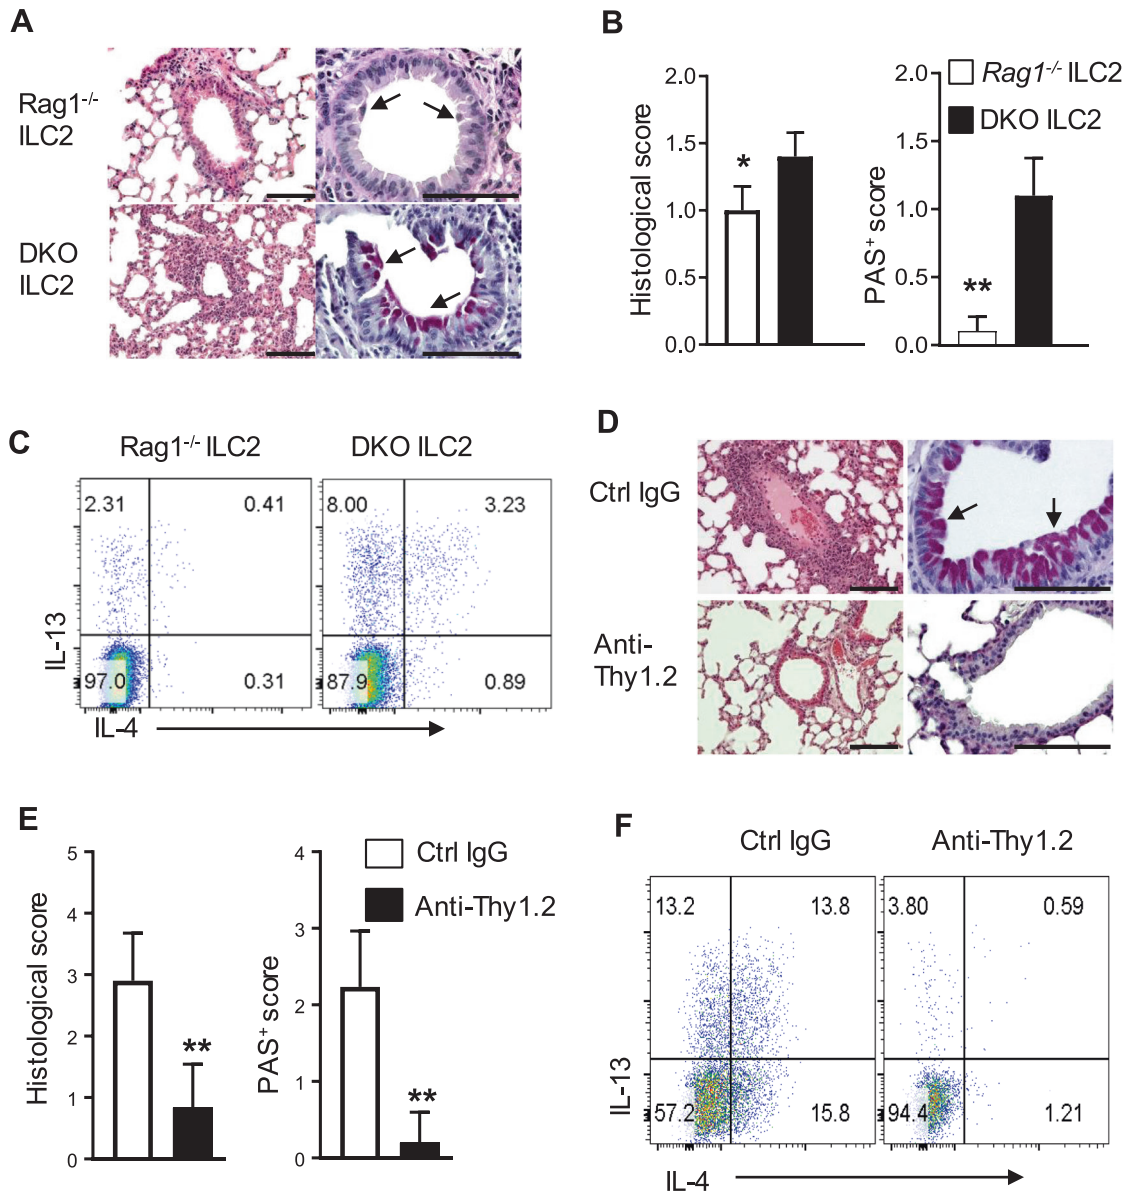 A
Rag1-/-
ILC2
DKO
ILC2
B
Histological score
2.0
1.5
1.0
0.5
0.0
*
PAS+ score
2.0
1.5
1.0
0.5
0.0
**
Rag1-/- ILC2
DKO ILC2
C
Rag1-/- ILC2
DKO ILC2
2.31
0.41
97.0
0.31
8.00
3.23
87.9
0.89
IL-13
IL-4
D
Ctrl IgG
Anti-
Thy1.2
E
Histological score
5
4
3
2
1
0
**
PAS+ score
4
3
2
1
0
**
Ctrl IgG
Anti-Thy1.2
F
Ctrl IgG
Anti-Thy1.2
13.2
13.8
57.2
15.8
3.80
0.59
94.4
1.21
IL-13
IL-4